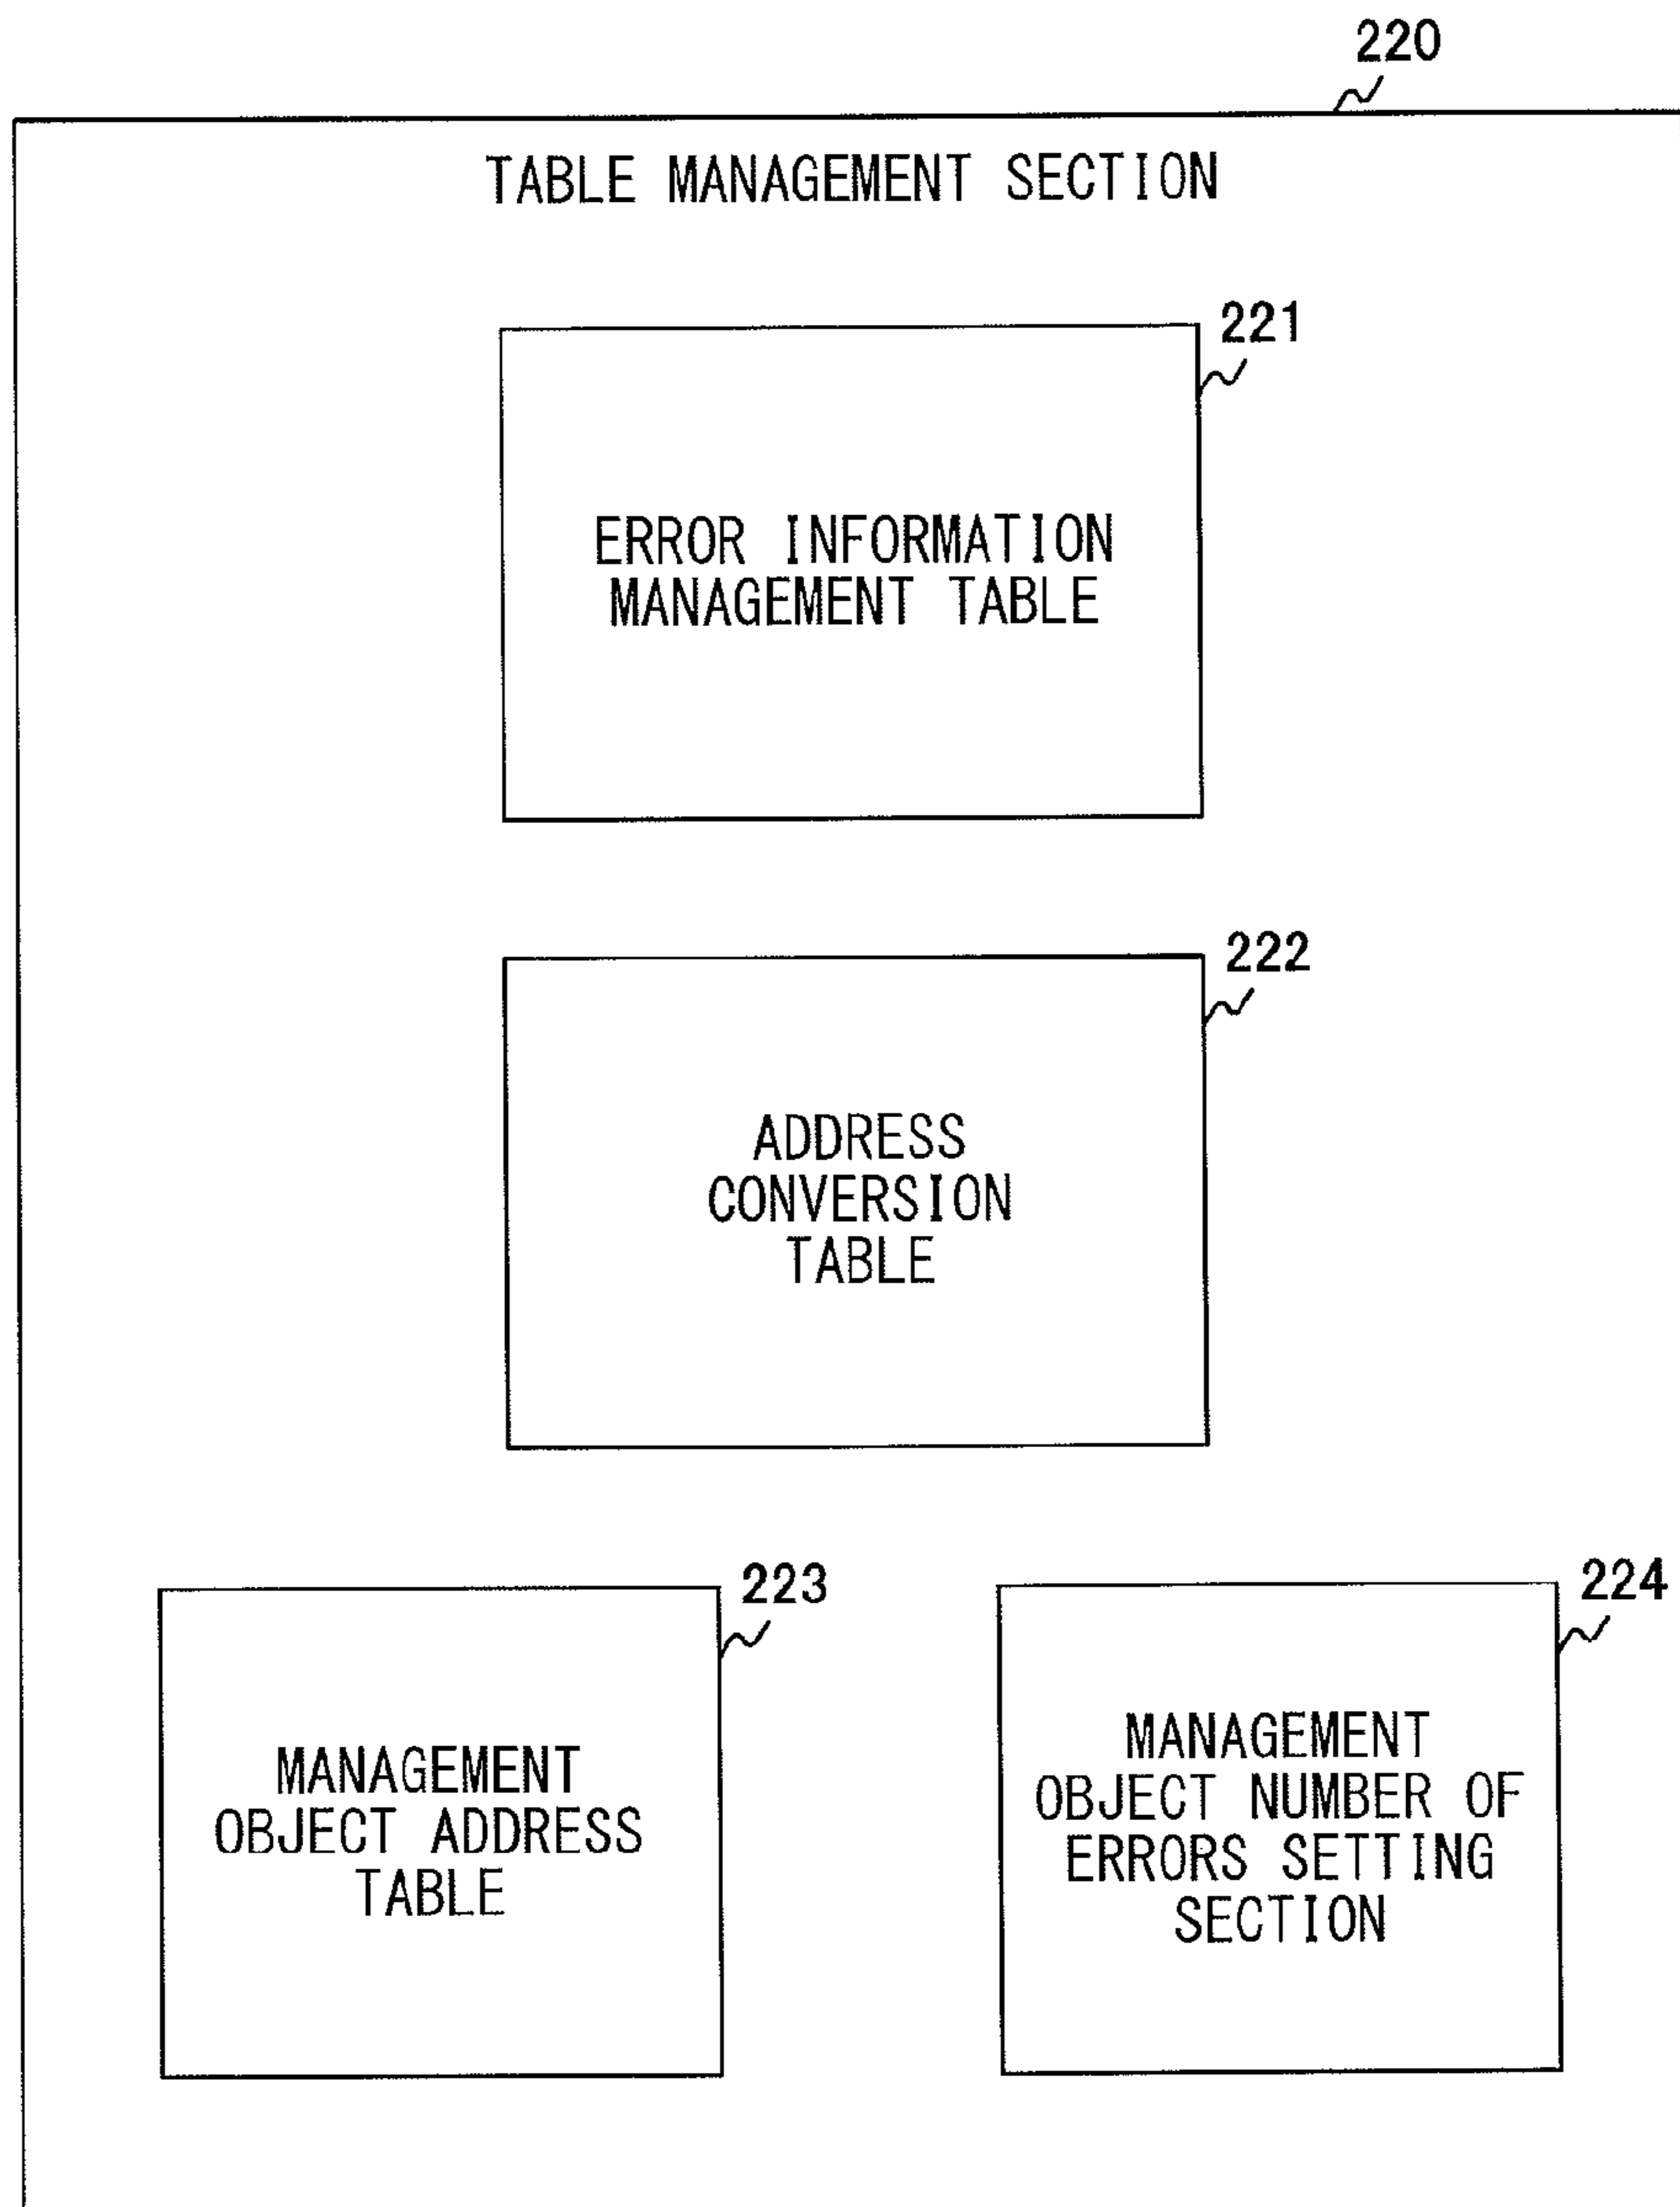 220
TABLE MANAGEMENT SECTION
221
ERROR INFORMATION
MANAGEMENT TABLE
222
ADDRESS
CONVERSION
TABLE
223
MANAGEMENT
OBJECT ADDRESS
TABLE
224
MANAGEMENT
OBJECT NUMBER OF
ERRORS SETTING
SECTION